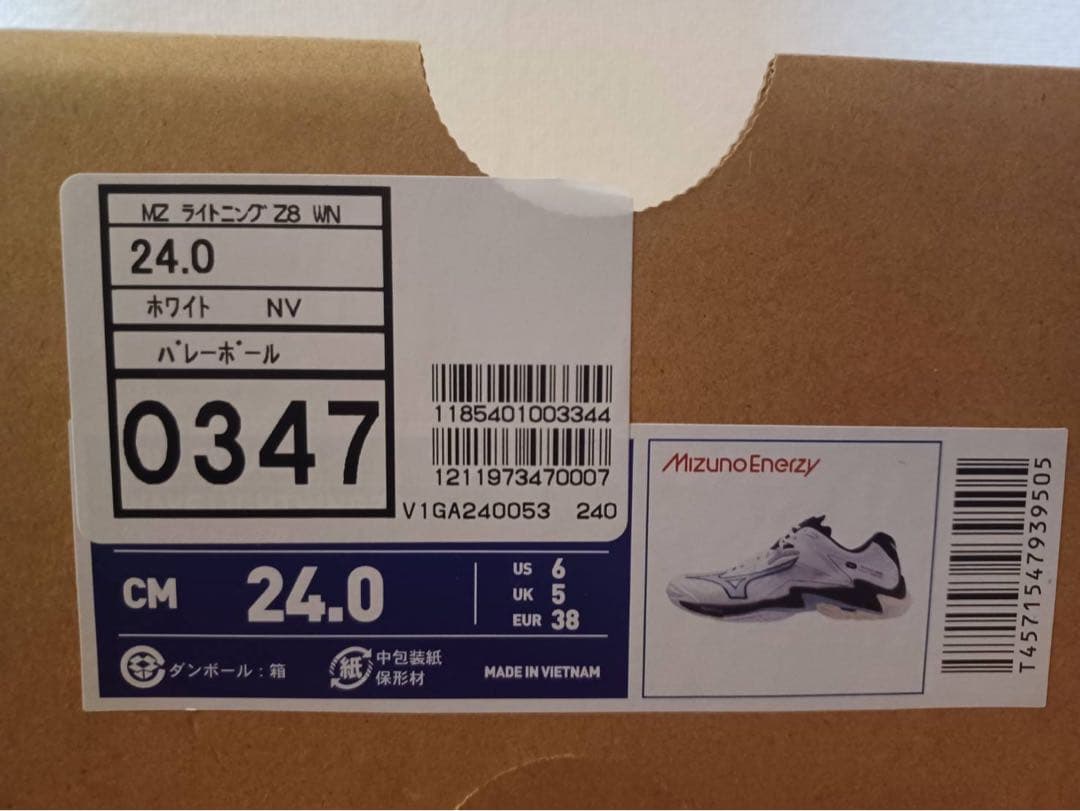 MZ ライトニング Z8 WN
24.0
ホワイト NV
バレーボール
0347
1185401003344
1211973470007
V1GA240053 240
CM 24.0
US 6
UK 5
EUR 38
ダンボール:箱
紙 中包装紙
保形材
MADE IN VIETNAM
MIZUNO ENERZY
T4571547939505